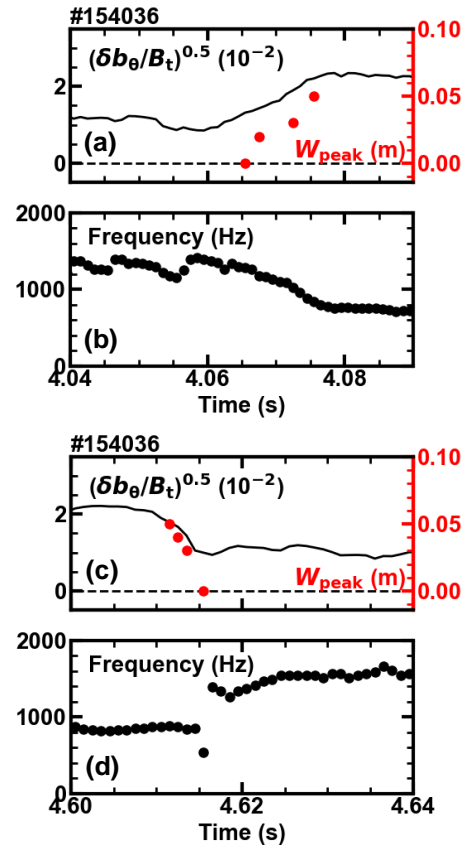 #154036
(δbθ/Bt)^0.5 (10^-2)
0.10
2
0.05
(a)
Wpeak (m)
0
0.00
2000
Frequency (Hz)
1000
(b)
0
4.04 4.06 4.08
Time (s)
#154036
(δbθ/Bt)^0.5 (10^-2)
0.10
2
0.05
(c)
Wpeak (m)
0
0.00
2000
Frequency (Hz)
1000
(d)
0
4.60 4.62 4.64
Time (s)